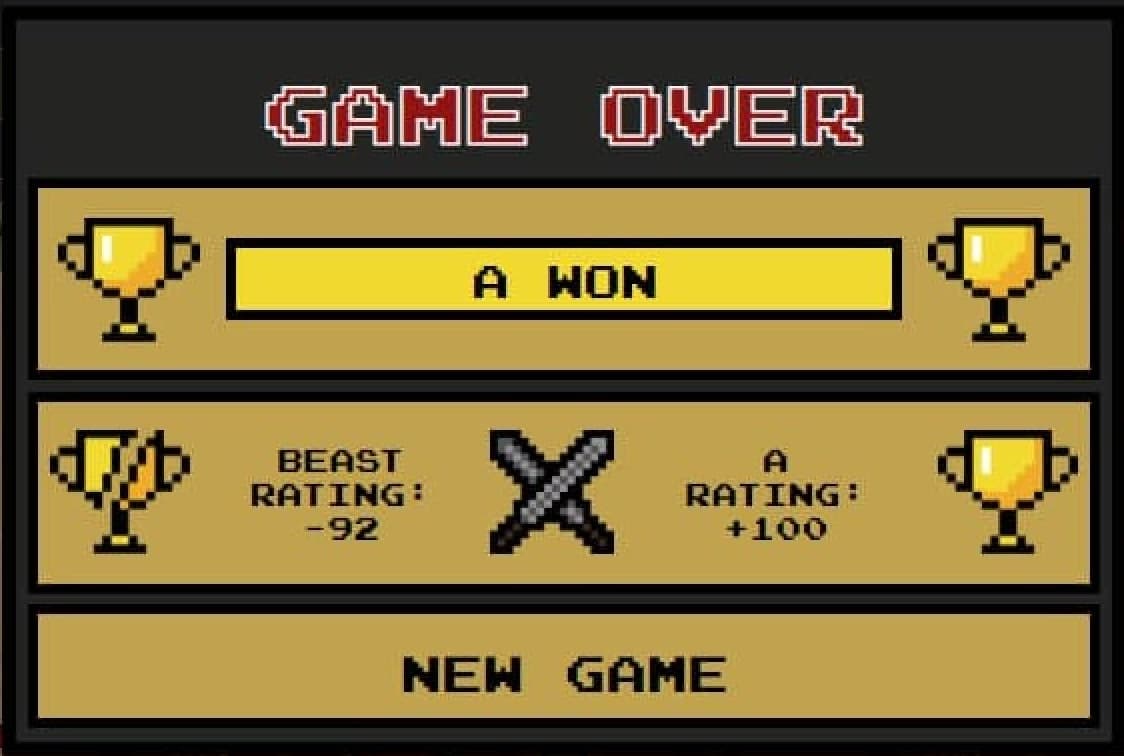 GAME OVER
A WON
BEAST
RATING:
-92
A
RATING:
+100
NEW GAME